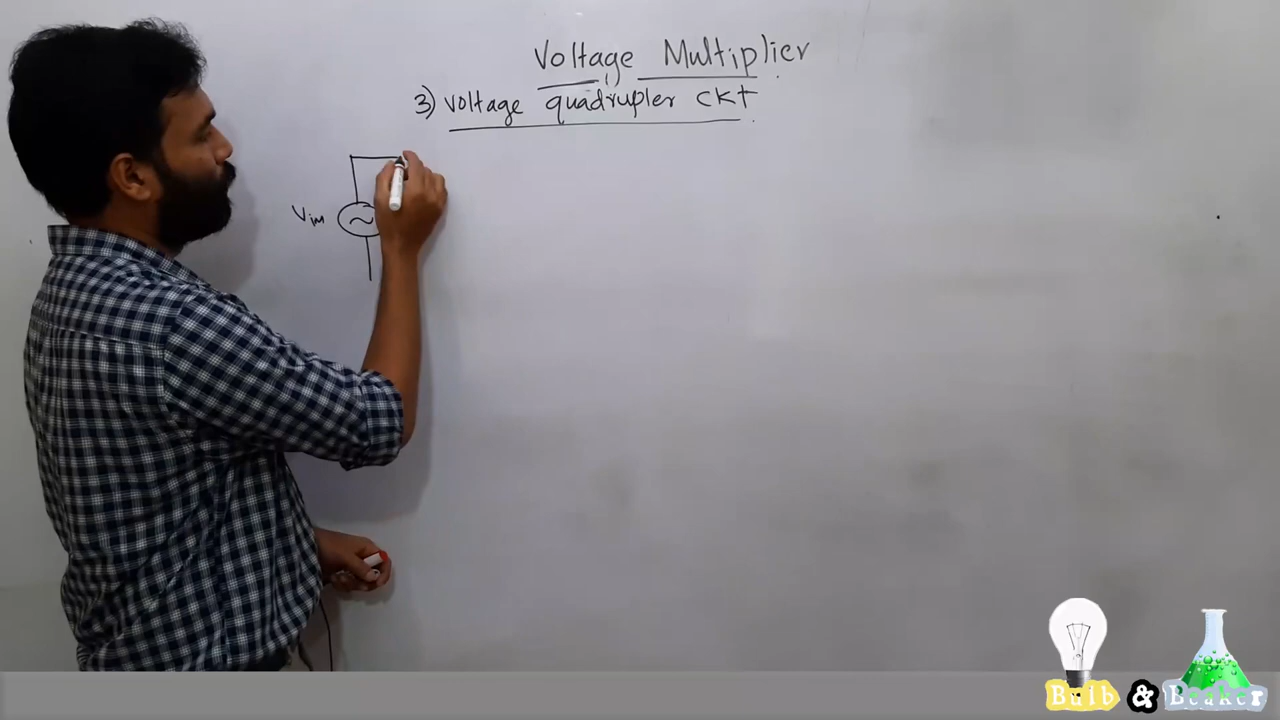 Voltage Multiplier
3) Voltage quadrupler CKT
Vin
Bulb & Beaker